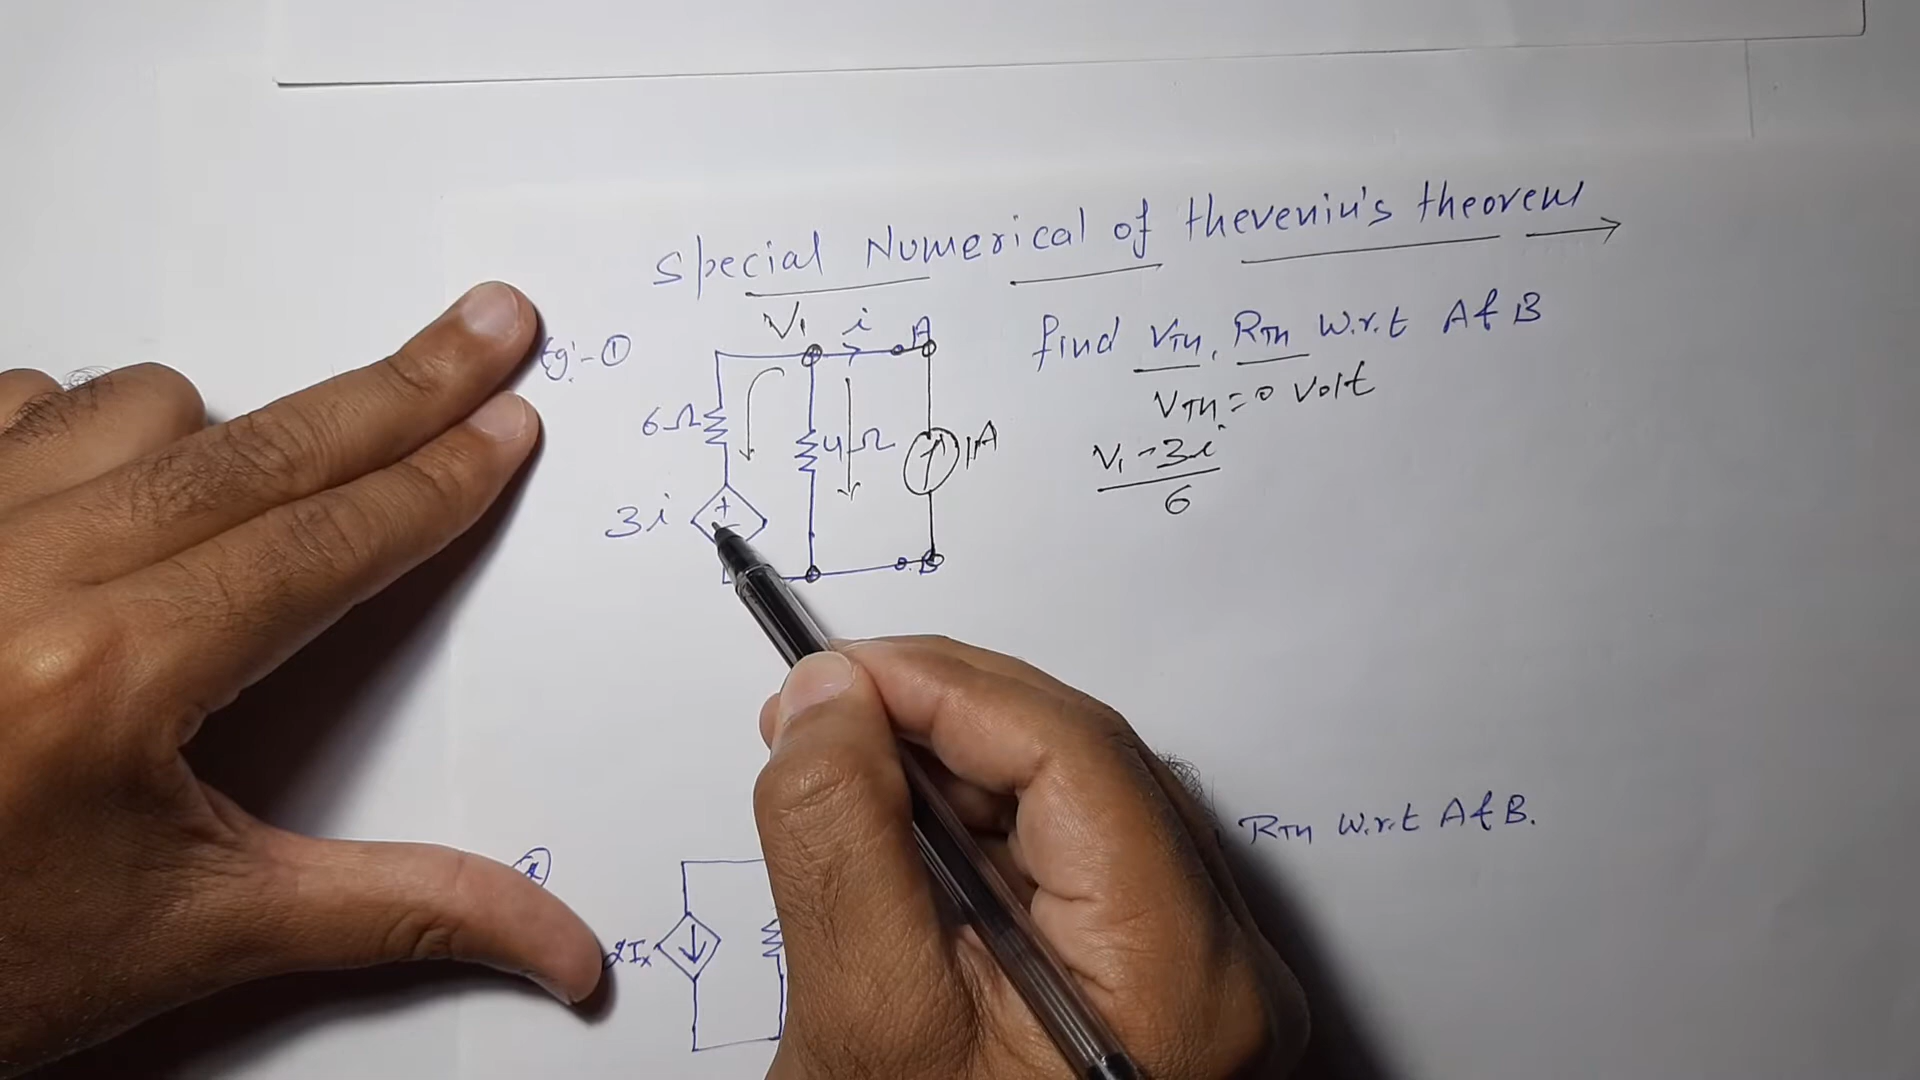 Special Numerical of thevenin's theorem
Eg:- ①
V₁ i A
find VTH, RTH w.r.t A & B
VTH = 0 Volt
6Ω
4Ω
1A
V₁ - 3i
6
3i
+
-
B
RTH w.r.t A & B.
②
2Ix